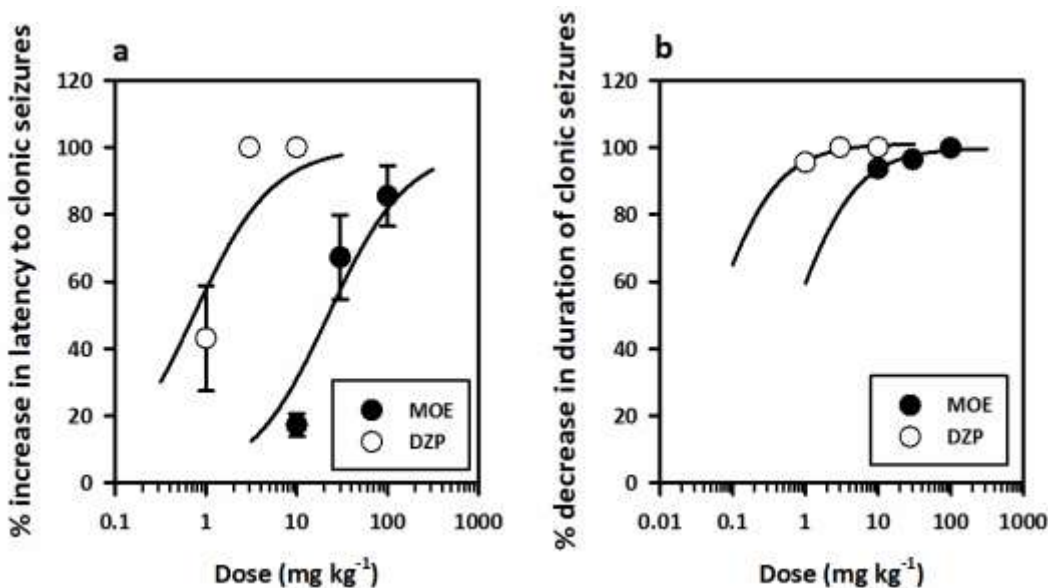 a
% increase in latency to clonic seizures
120
100
80
60
40
20
0
MOE
DZP
0.1 1 10 100 1000
Dose (mg kg-1)
b
% decrease in duration of clonic seizures
120
100
80
60
40
20
0
MOE
DZP
0.01 0.1 1 10 100 1000
Dose (mg kg-1)